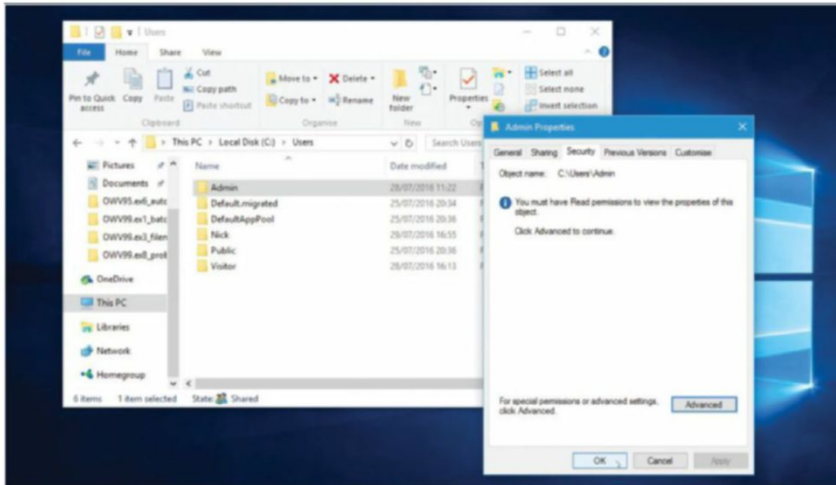 Users
File Home Share View
Pin to Quick access
Copy
Paste
Cut
Copy path
Paste shortcut
Clipboard
Move to
Copy to
Delete
Rename
Organise
New folder
New
Properties
Select all
Select none
Invert selection
This PC › Local Disk (C:) › Users
Search Users
Pictures
Documents
OWV99.ex1_batc
OneDrive
This PC
Libraries
Network
Homegroup
Name Date modified
Admin 28/07/2016 11:22
Default.migrated 25/07/2016 20:34
DefaultAppPool 25/07/2016 20:36
Nick 29/07/2016 16:55
Public 25/07/2016 20:36
Visitor 28/07/2016 16:13
6 items 1 item selected State: Shared
Admin Properties
General Sharing Security Previous Versions Customise
Object name: C:\Users\Admin
You must have Read permissions to view the properties of this
object.
Click Advanced to continue.
For special permissions or advanced settings,
click Advanced.
Advanced
OK Cancel Apply